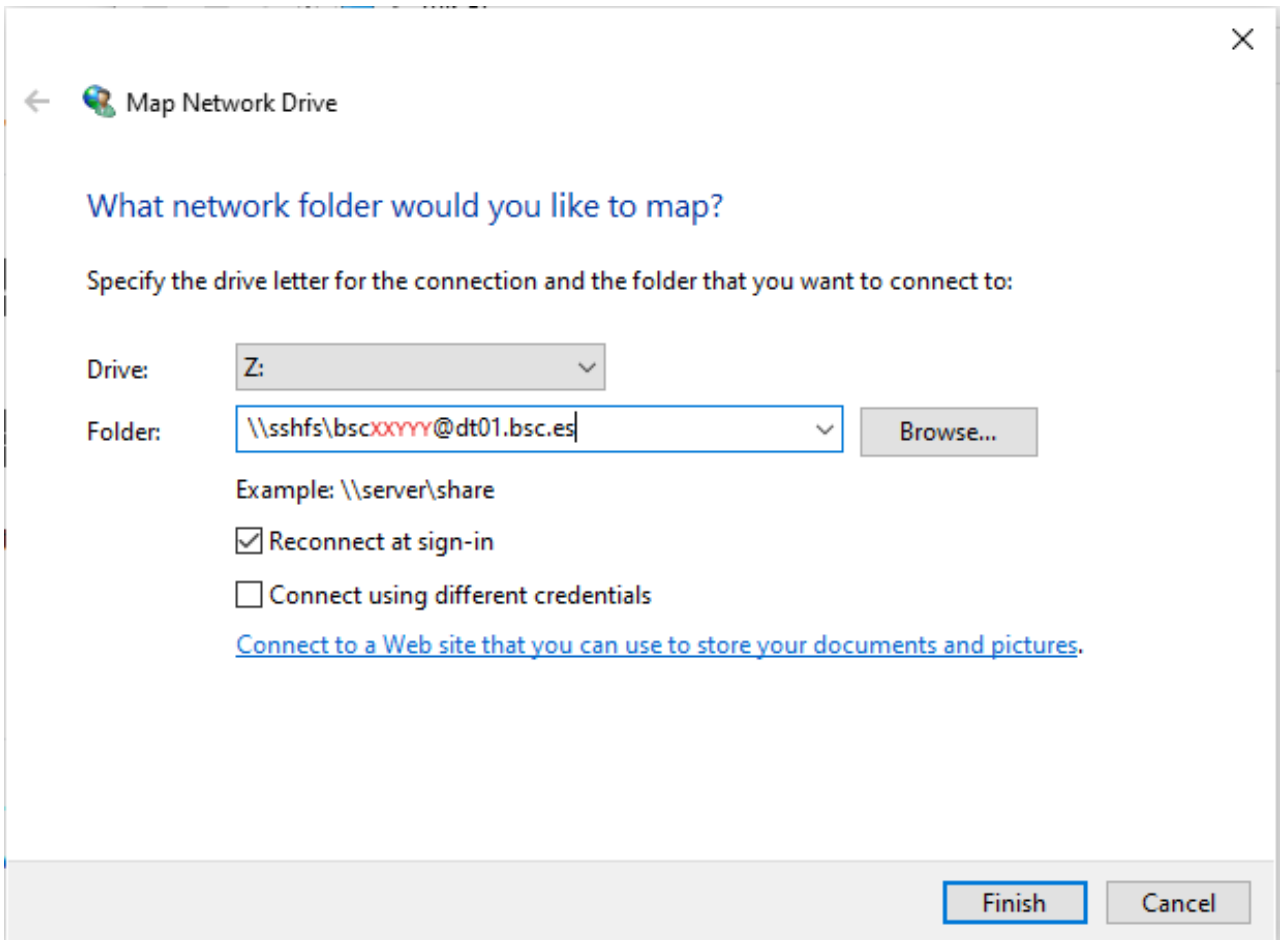 Map Network Drive
What network folder would you like to map?
Specify the drive letter for the connection and the folder that you want to connect to:
Drive: Z:
Folder: \\sshfs\bscXXYYY@dt01.bsc.es Browse...
Example: \\server\share
Reconnect at sign-in
Connect using different credentials
Connect to a Web site that you can use to store your documents and pictures.
Finish Cancel